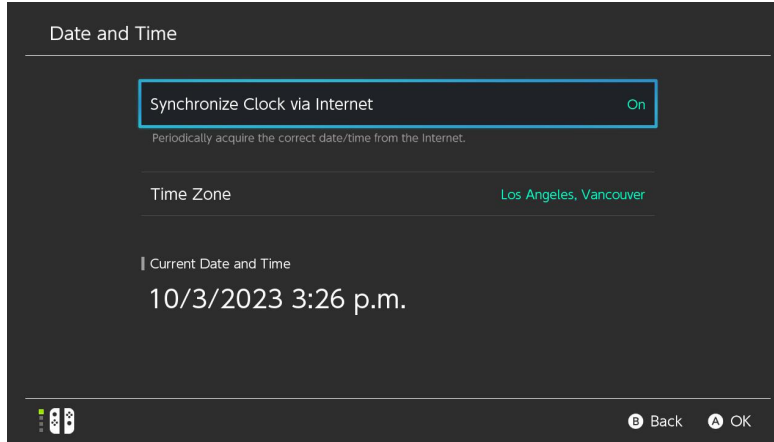 Date and Time
Synchronize Clock via Internet On
Periodically acquire the correct date/time from the Internet.
Time Zone Los Angeles, Vancouver
Current Date and Time
10/3/2023 3:26 p.m.
B Back A OK